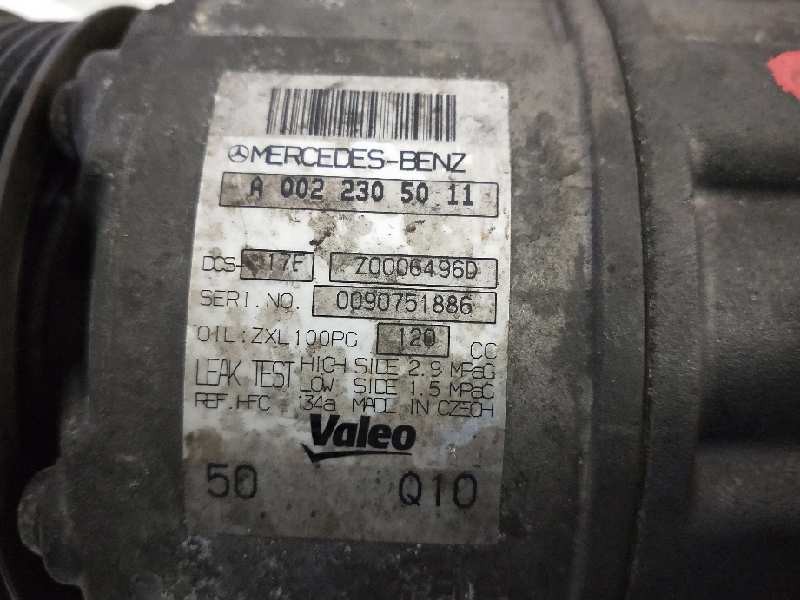 MERCEDES-BENZ
A 002 230 50 11
DCS- 17E Z0006496D
SERI.NO. 0090751886
OIL:ZXL100PG 120 CC
LEAK TEST HIGH SIDE 2.9 MPaG
LOW SIDE 1.5 MPaG
REF.HFC 134a MADE IN CZECH
Valeo
50 Q10